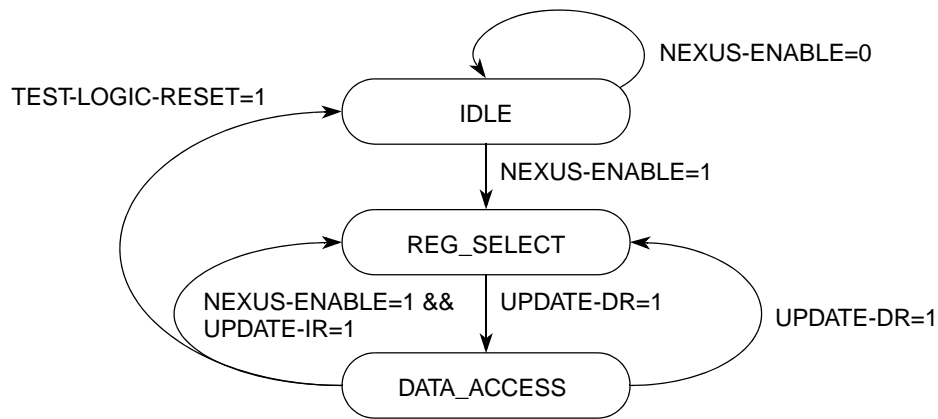 NEXUS-ENABLE=0
TEST-LOGIC-RESET=1
IDLE
NEXUS-ENABLE=1
REG_SELECT
NEXUS-ENABLE=1 &&
UPDATE-IR=1
UPDATE-DR=1
UPDATE-DR=1
DATA_ACCESS